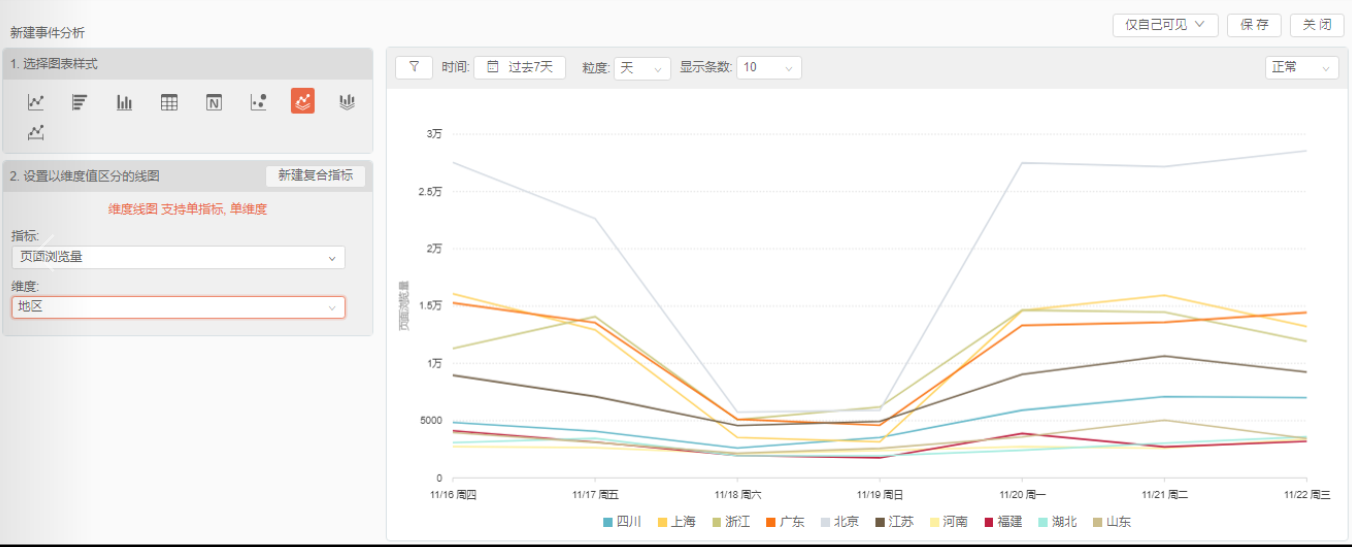 新建事件分析
仅自己可见 保存 关闭
1. 选择图表样式
时间: 过去7天 粒度: 天 显示条数: 10 正常
2. 设置以维度值区分的线图 新建复合指标
维度线图 支持单指标, 单维度
指标:
页面浏览量
维度:
地区
页面浏览量
3万
2.5万
2万
1.5万
1万
5000
0
11/16 周四 11/17 周五 11/18 周六 11/19 周日 11/20 周一 11/21 周二 11/22 周三
四川 上海 浙江 广东 北京 江苏 河南 福建 湖北 山东